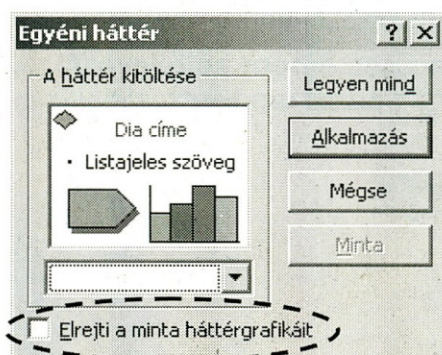 Egyéni háttér
A háttér kitöltése
Dia címe
• Listajeles szöveg
Legyen mind
Alkalmazás
Mégse
Minta
Elrejti a minta háttérgrafikáit